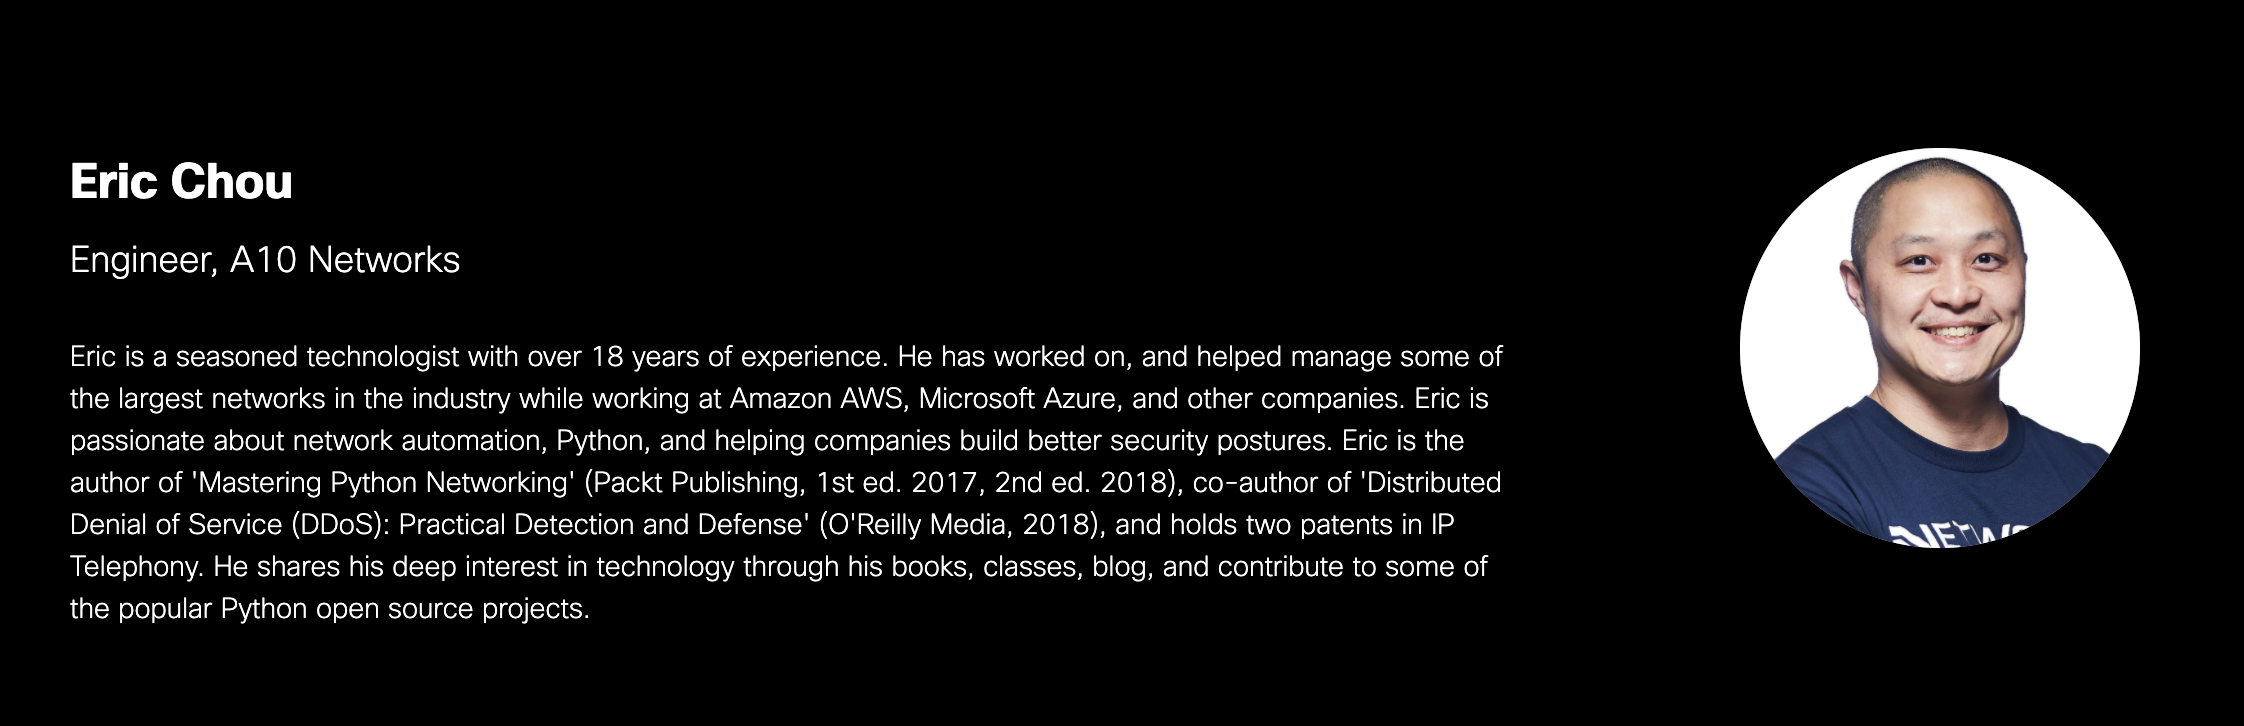 Eric Chou
Engineer, A10 Networks
Eric is a seasoned technologist with over 18 years of experience. He has worked on, and helped manage some of
the largest networks in the industry while working at Amazon AWS, Microsoft Azure, and other companies. Eric is
passionate about network automation, Python, and helping companies build better security postures. Eric is the
author of 'Mastering Python Networking' (Packt Publishing, 1st ed. 2017, 2nd ed. 2018), co-author of 'Distributed
Denial of Service (DDoS): Practical Detection and Defense' (O'Reilly Media, 2018), and holds two patents in IP
Telephony. He shares his deep interest in technology through his books, classes, blog, and contribute to some of
the popular Python open source projects.